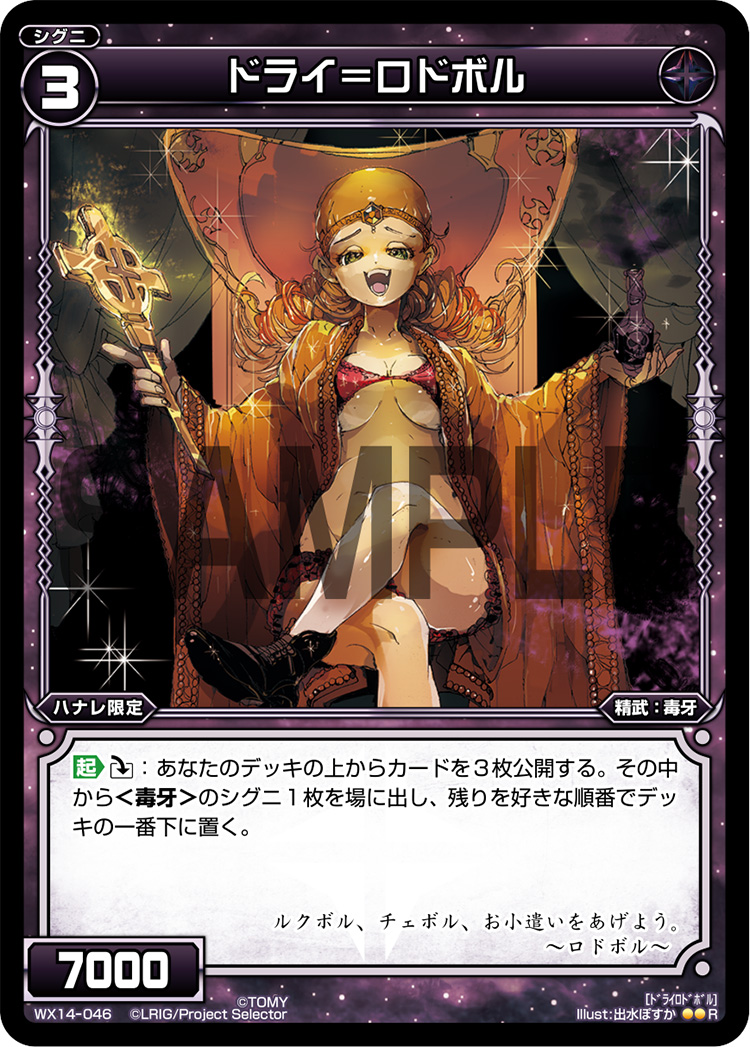 シグニ
3
ドライ＝ロドボル
SAMPLE
ハナレ限定
精武：毒牙
起 ：あなたのデッキの上からカードを３枚公開する。その中
から＜毒牙＞のシグニ１枚を場に出し、残りを好きな順番でデッ
キの一番下に置く。
ルクボル、チェボル、お小遣いをあげよう。
～ロドボル～
7000
WX14-046 ©LRIG/Project Selector
©TOMY
[ﾄﾞﾗｲﾛﾄﾞﾎﾞﾙ]
Illust:出水ぽすか R